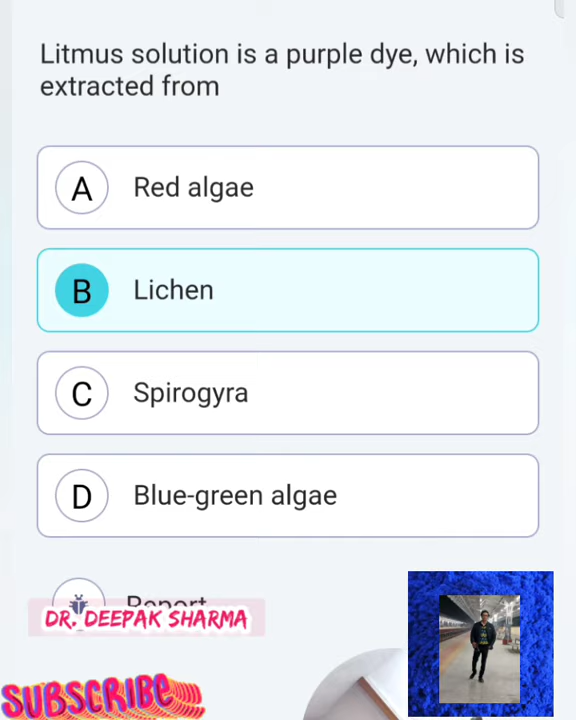 Litmus solution is a purple dye, which is
extracted from
A Red algae
B Lichen
C Spirogyra
D Blue-green algae
Report
DR. DEEPAK SHARMA
SUBSCRIBE